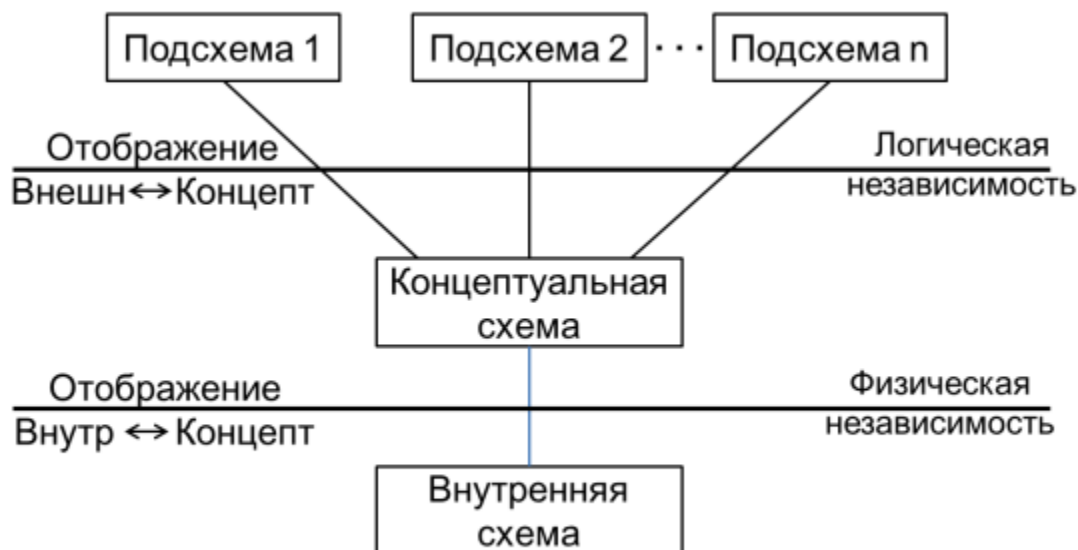 Подсхема 1
Подсхема 2
...
Подсхема n
Отображение
Внешн↔Концепт
Логическая
независимость
Концептуальная
схема
Отображение
Внутр ↔ Концепт
Физическая
независимость
Внутренняя
схема